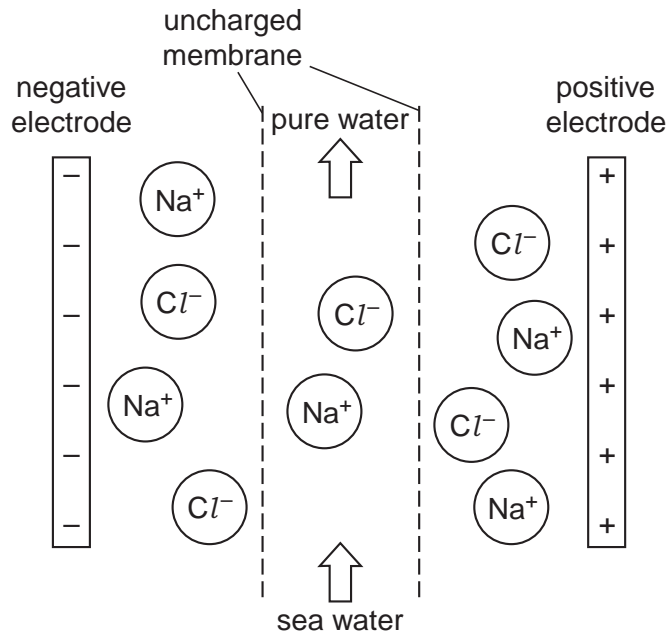 uncharged
membrane
negative
electrode
pure water
positive
electrode
– Na⁺ +
– Cl⁻ +
– Cl⁻ Cl⁻ +
Na⁺
– Na⁺ Na⁺ +
– Cl⁻ +
– Cl⁻ Na⁺ +
sea water